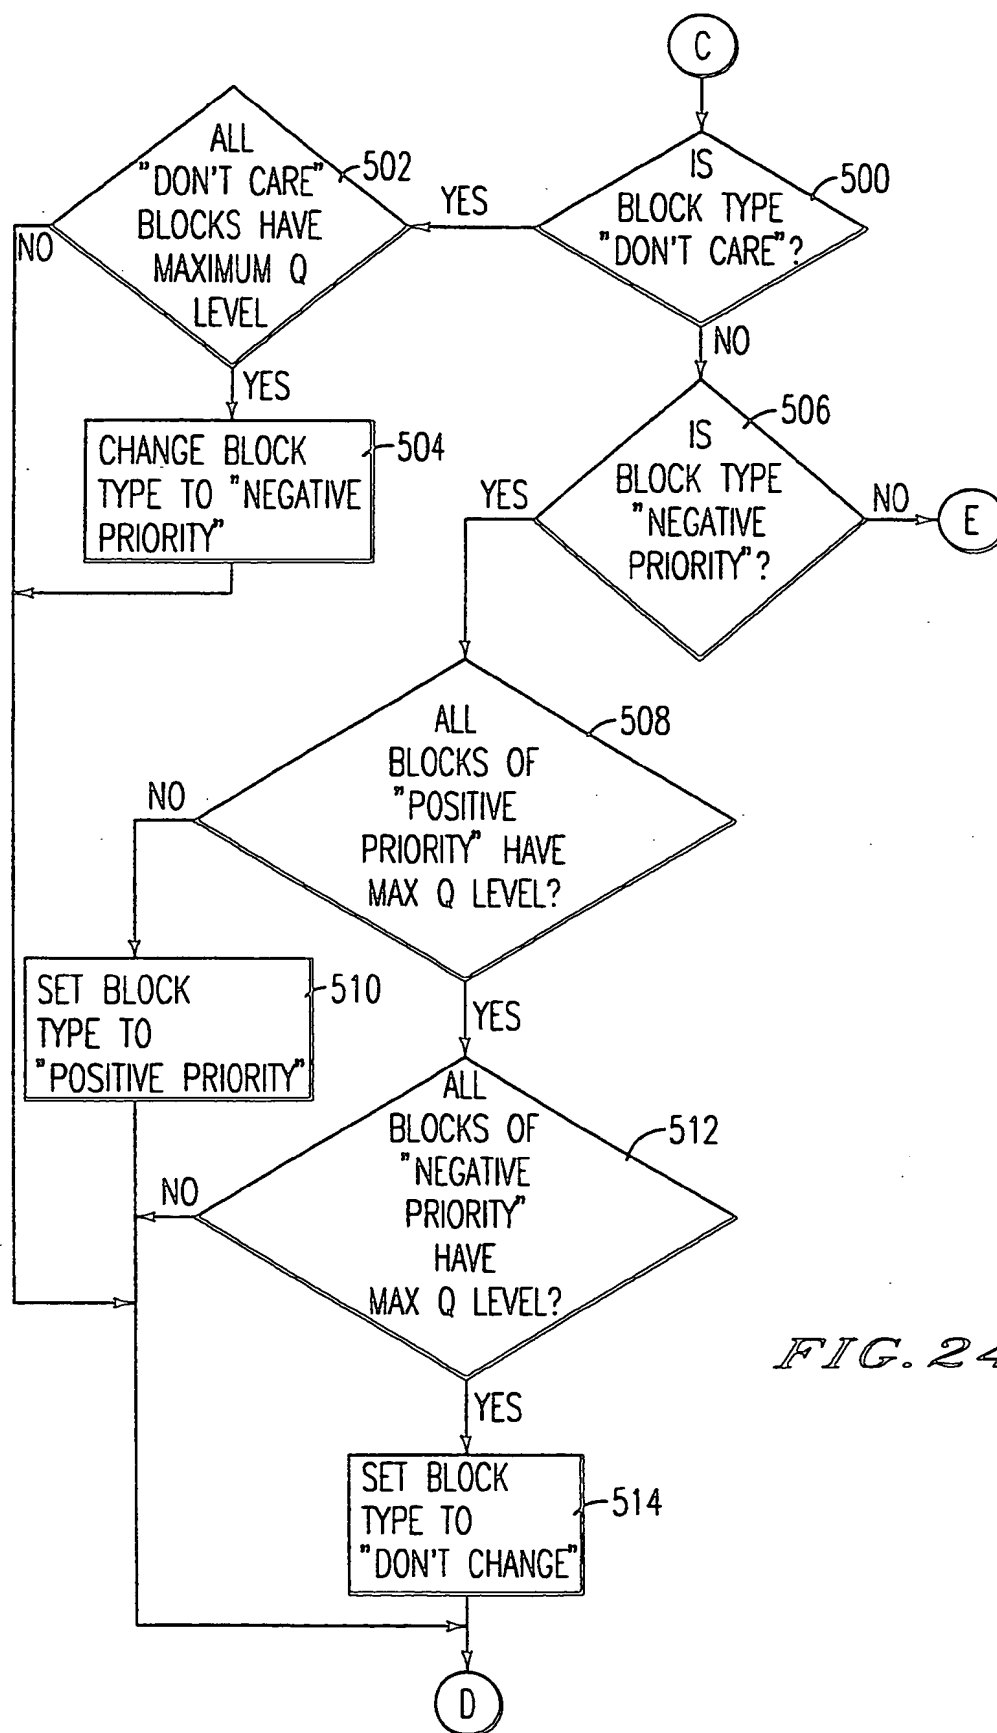 C
IS
BLOCK TYPE
"DON'T CARE"?
500
YES
NO
ALL
"DON'T CARE"
BLOCKS HAVE
MAXIMUM Q
LEVEL
502
NO
YES
CHANGE BLOCK
TYPE TO "NEGATIVE
PRIORITY"
504
IS
BLOCK TYPE
"NEGATIVE
PRIORITY"?
506
YES
NO
E
ALL
BLOCKS OF
"POSITIVE
PRIORITY" HAVE
MAX Q LEVEL?
508
NO
YES
SET BLOCK
TYPE TO
"POSITIVE PRIORITY"
510
ALL
BLOCKS OF
"NEGATIVE
PRIORITY"
HAVE
MAX Q LEVEL?
512
NO
YES
SET BLOCK
TYPE TO
"DON'T CHANGE"
514
D
FIG. 24